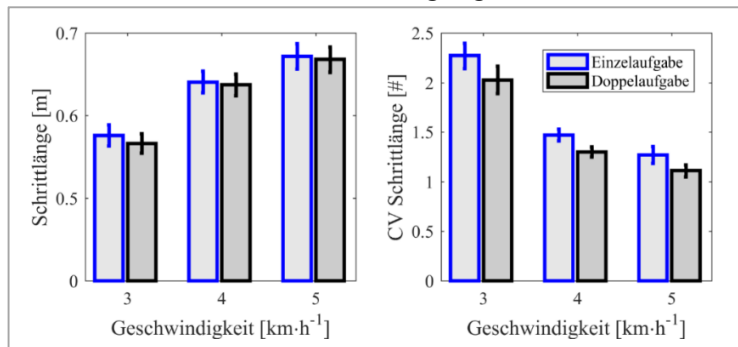 0.7
0.6
0.5
0
Schrittlänge [m]
3 4 5
Geschwindigkeit [km·h⁻¹]
2.5
2
1.5
1
0.5
0
CV Schrittlänge [#]
Einzelaufgabe
Doppelaufgabe
3 4 5
Geschwindigkeit [km·h⁻¹]